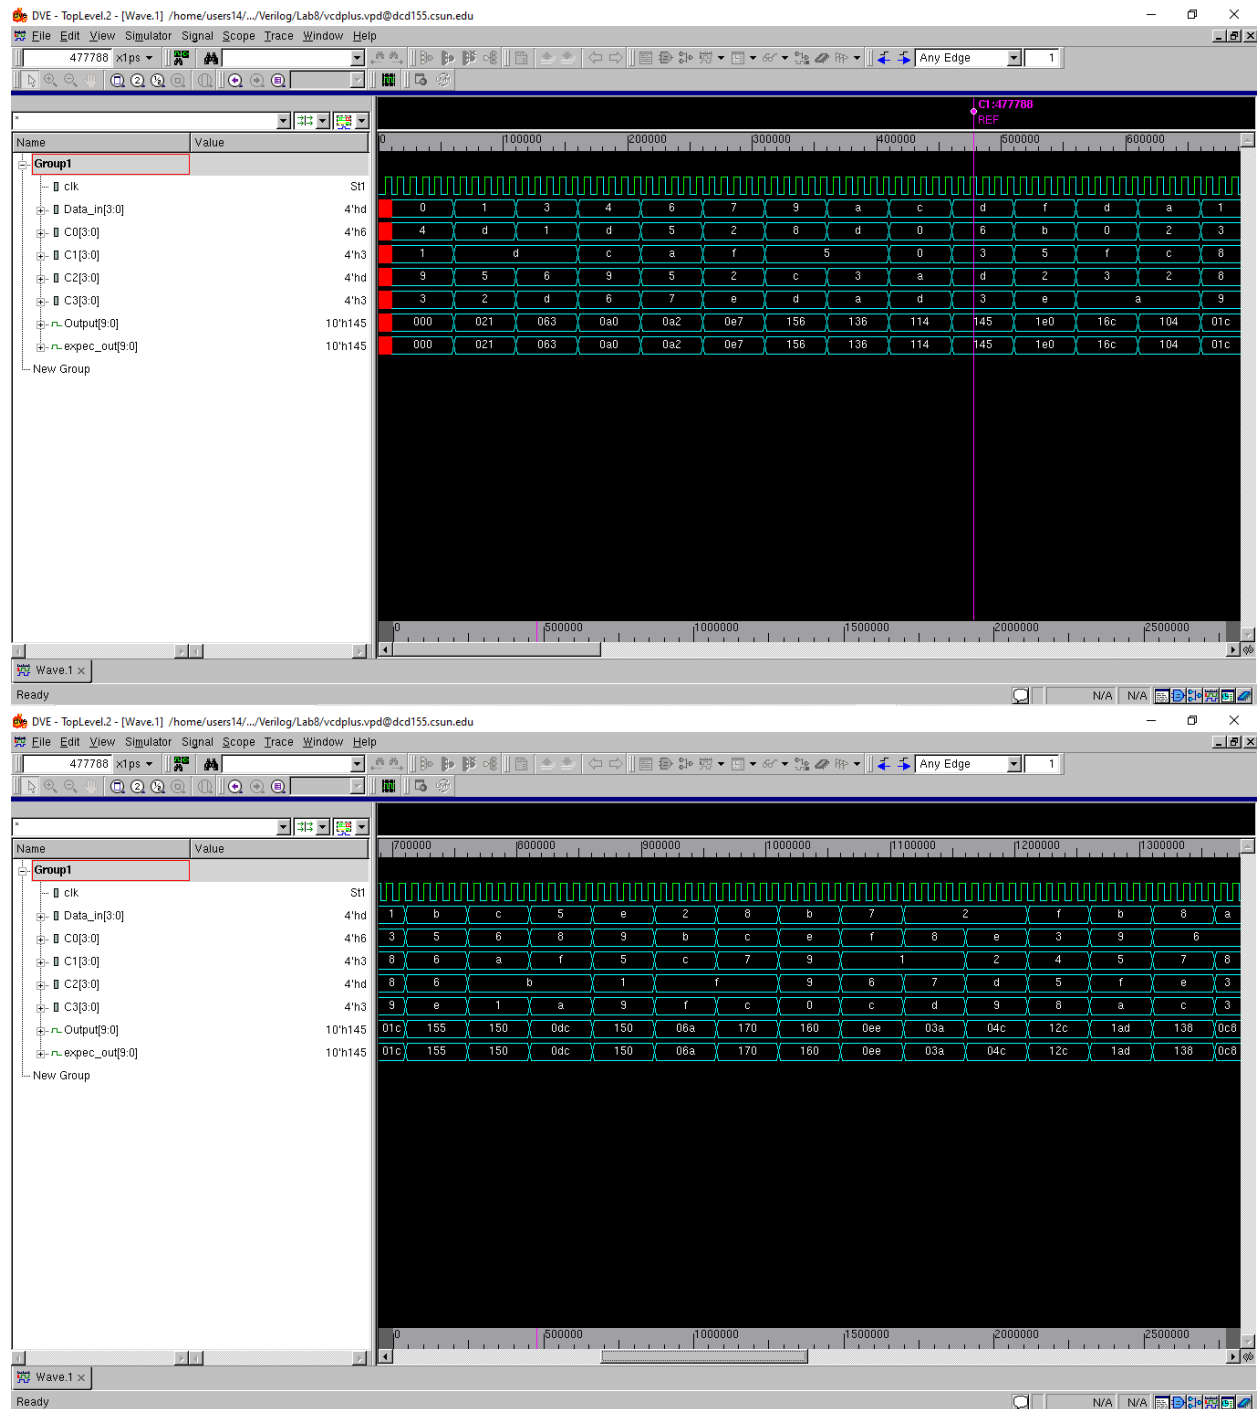 DVE - TopLevel.2 - [Wave.1] /home/users14/.../Verilog/Lab8/vcdplus.vpd@dcd155.csun.edu
File Edit View Simulator Signal Scope Trace Window Help
477788 x1ps Any Edge 1
C1:477788
REF
*
Name Value 0 100000 200000 300000 400000 500000 600000
Group1
clk St1
Data_in[3:0] 4'hd 0 1 3 4 6 7 9 a c d f d a 1
C0[3:0] 4'h6 4 d 1 d 5 2 8 d 0 6 b 0 2 3
C1[3:0] 4'h3 1 d c a f 5 0 3 5 f c 8
C2[3:0] 4'hd 9 5 6 9 5 2 c 3 a d 2 3 2 8
C3[3:0] 4'h3 3 2 d 6 7 e d a d 3 e a 9
Output[9:0] 10'h145 000 021 063 0a0 0a2 0e7 156 136 114 145 1e0 16c 104 01c
expec_out[9:0] 10'h145 000 021 063 0a0 0a2 0e7 156 136 114 145 1e0 16c 104 01c
New Group
0 500000 1000000 1500000 2000000 2500000
Wave.1
Ready N/A N/A
DVE - TopLevel.2 - [Wave.1] /home/users14/.../Verilog/Lab8/vcdplus.vpd@dcd155.csun.edu
File Edit View Simulator Signal Scope Trace Window Help
477788 x1ps Any Edge 1
*
Name Value 700000 800000 900000 1000000 1100000 1200000 1300000
Group1
clk St1
Data_in[3:0] 4'hd 1 b c 5 e 2 8 b 7 2 f b 8 a
C0[3:0] 4'h6 3 5 6 8 9 b c e f 8 e 3 9 6
C1[3:0] 4'h3 8 6 a f 5 c 7 9 1 2 4 5 7 8
C2[3:0] 4'hd 8 6 b 1 f 9 6 7 d 5 f e 3
C3[3:0] 4'h3 9 e 1 a 9 f c 0 c d 9 8 a c 3
Output[9:0] 10'h145 01c 155 150 0dc 150 06a 170 160 0ee 03a 04c 12c 1ad 138 0c8
expec_out[9:0] 10'h145 01c 155 150 0dc 150 06a 170 160 0ee 03a 04c 12c 1ad 138 0c8
New Group
0 500000 1000000 1500000 2000000 2500000
Wave.1
Ready N/A N/A